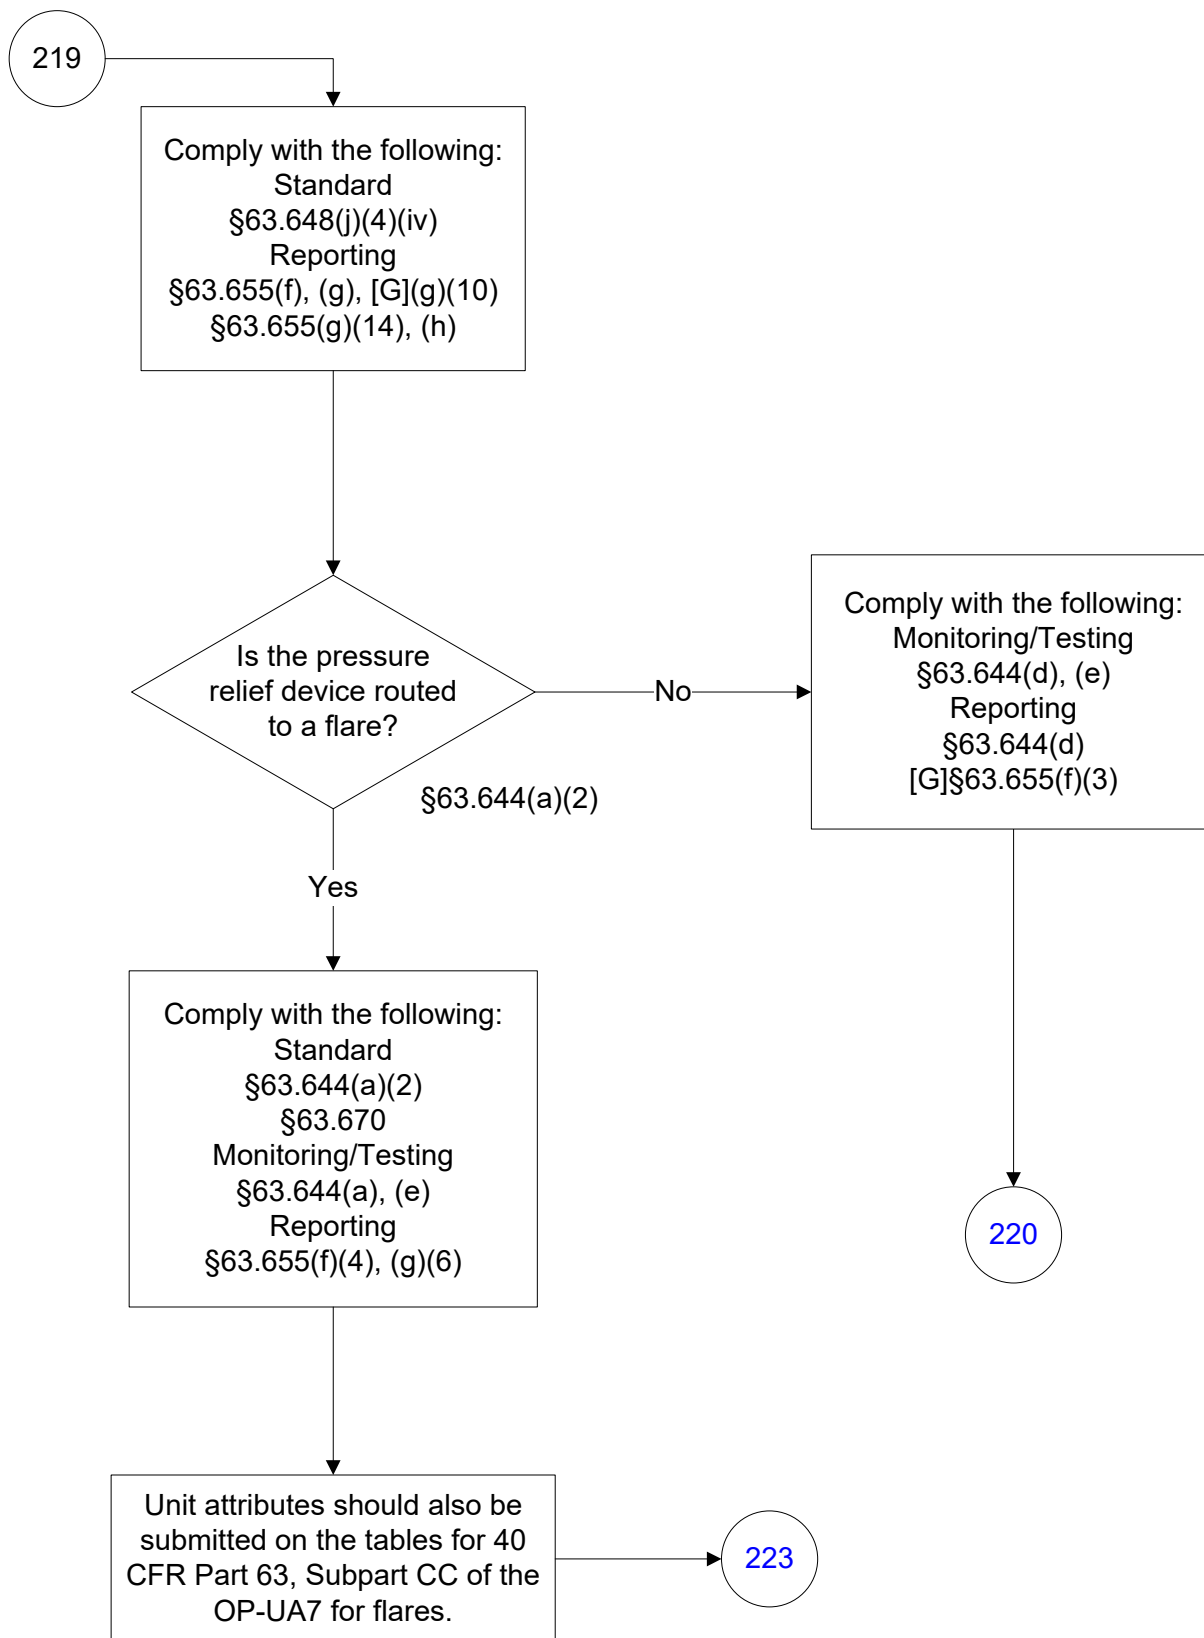 219
Comply with the following:
Standard
§63.648(j)(4)(iv)
Reporting
§63.655(f), (g), [G](g)(10)
§63.655(g)(14), (h)
Is the pressure
relief device routed
to a flare?
§63.644(a)(2)
No
Comply with the following:
Monitoring/Testing
§63.644(d), (e)
Reporting
§63.644(d)
[G]§63.655(f)(3)
220
Yes
Comply with the following:
Standard
§63.644(a)(2)
§63.670
Monitoring/Testing
§63.644(a), (e)
Reporting
§63.655(f)(4), (g)(6)
Unit attributes should also be
submitted on the tables for 40
CFR Part 63, Subpart CC of the
OP-UA7 for flares.
223